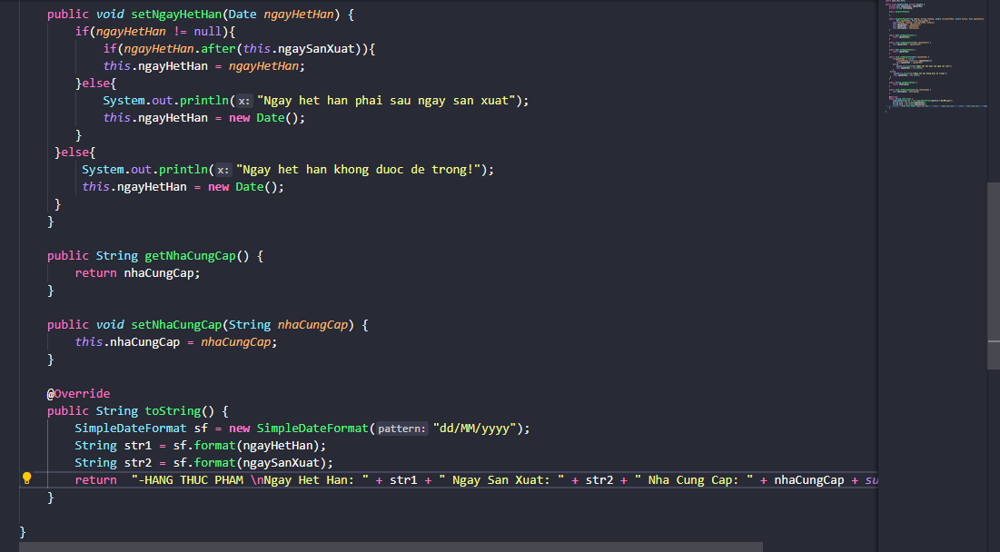 public void setNgayHetHan(Date ngayHetHan) {
if(ngayHetHan != null){
if(ngayHetHan.after(this.ngaySanXuat)){
this.ngayHetHan = ngayHetHan;
}else{
System.out.println(x: "Ngay het han phai sau ngay san xuat");
this.ngayHetHan = new Date();
}
}else{
System.out.println(x: "Ngay het han khong duoc de trong!");
this.ngayHetHan = new Date();
}
}
public String getNhaCungCap() {
return nhaCungCap;
}
public void setNhaCungCap(String nhaCungCap) {
this.nhaCungCap = nhaCungCap;
}
@Override
public String toString() {
SimpleDateFormat sf = new SimpleDateFormat(pattern: "dd/MM/yyyy");
String str1 = sf.format(ngayHetHan);
String str2 = sf.format(ngaySanXuat);
return  "-HANG THUC PHAM \nNgay Het Han: " + str1 + " Ngay San Xuat: " + str2 + " Nha Cung Cap: " + nhaCungCap + su
}
}